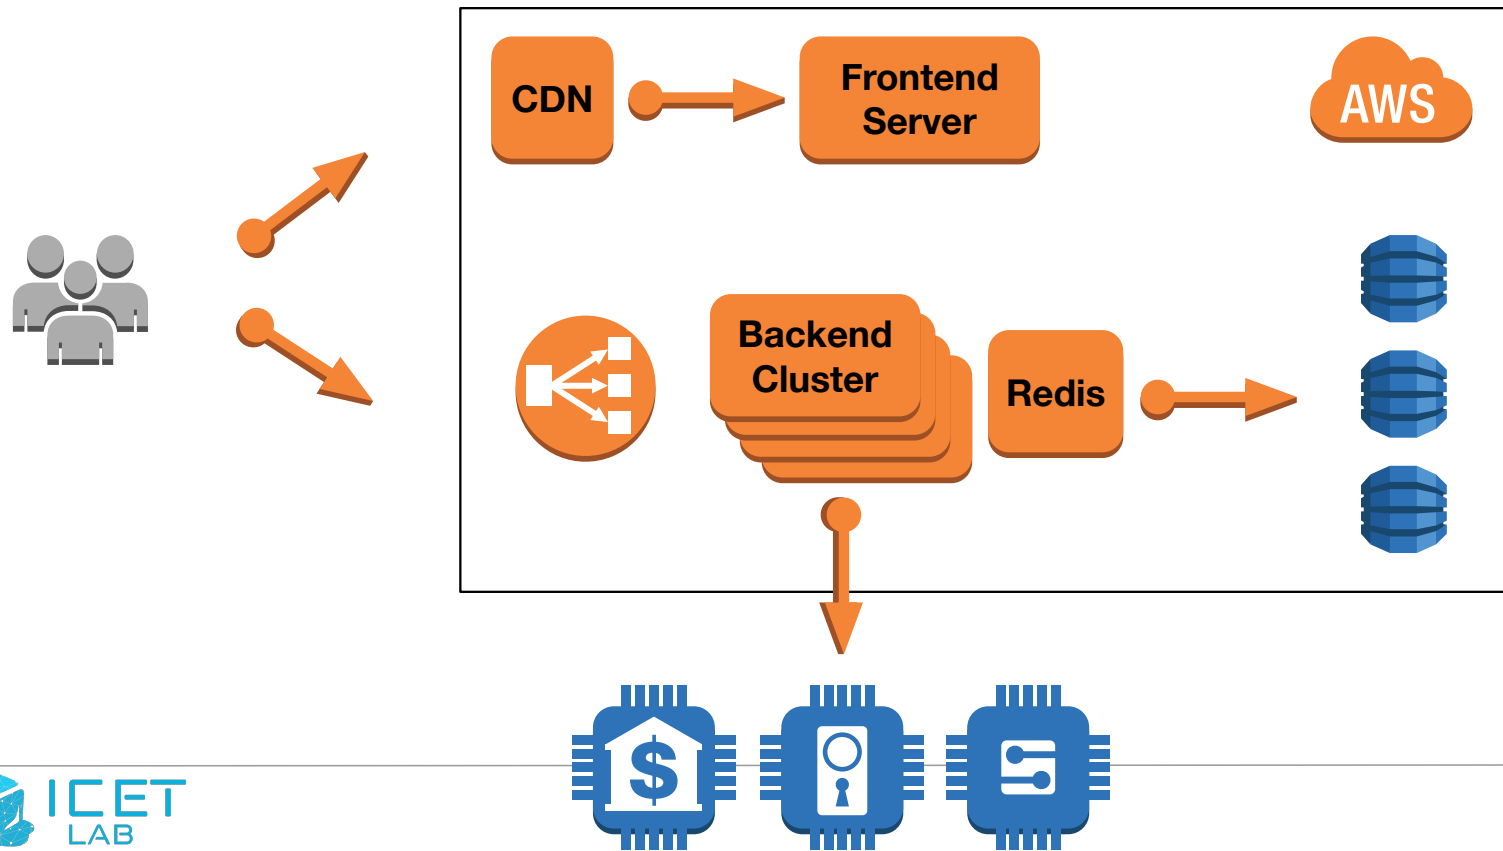 CDN
Frontend
Server
AWS
Backend
Cluster
Redis
$
ICET
LAB